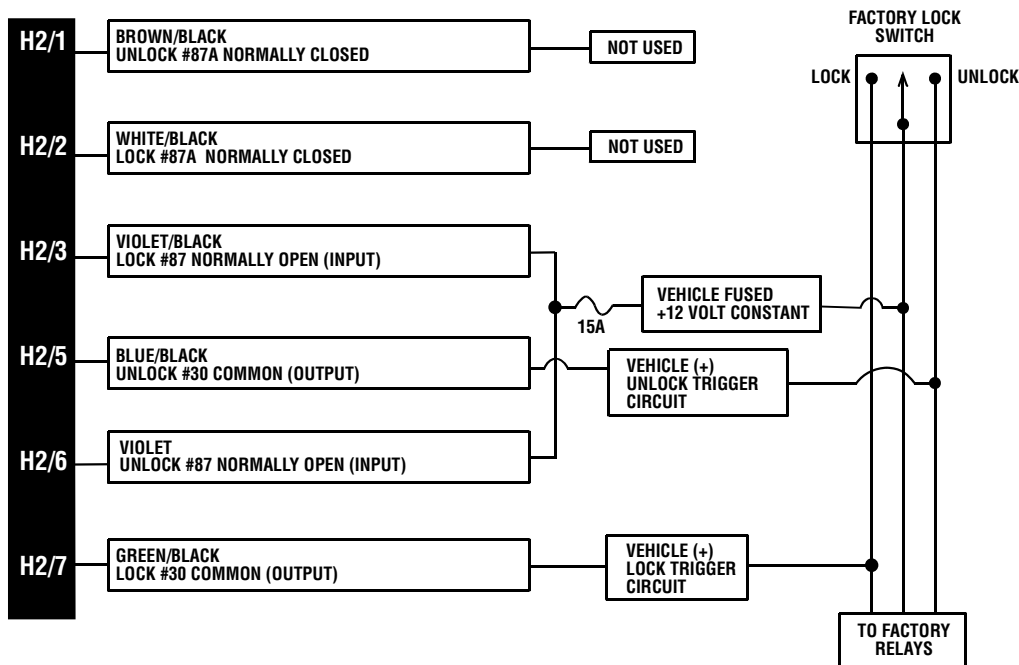 H2/1
BROWN/BLACK
UNLOCK #87A NORMALLY CLOSED
NOT USED
FACTORY LOCK
SWITCH
LOCK
UNLOCK
H2/2
WHITE/BLACK
LOCK #87A NORMALLY CLOSED
NOT USED
H2/3
VIOLET/BLACK
LOCK #87 NORMALLY OPEN (INPUT)
15A
VEHICLE FUSED
+12 VOLT CONSTANT
H2/5
BLUE/BLACK
UNLOCK #30 COMMON (OUTPUT)
VEHICLE (+)
UNLOCK TRIGGER
CIRCUIT
H2/6
VIOLET
UNLOCK #87 NORMALLY OPEN (INPUT)
H2/7
GREEN/BLACK
LOCK #30 COMMON (OUTPUT)
VEHICLE (+)
LOCK TRIGGER
CIRCUIT
TO FACTORY
RELAYS